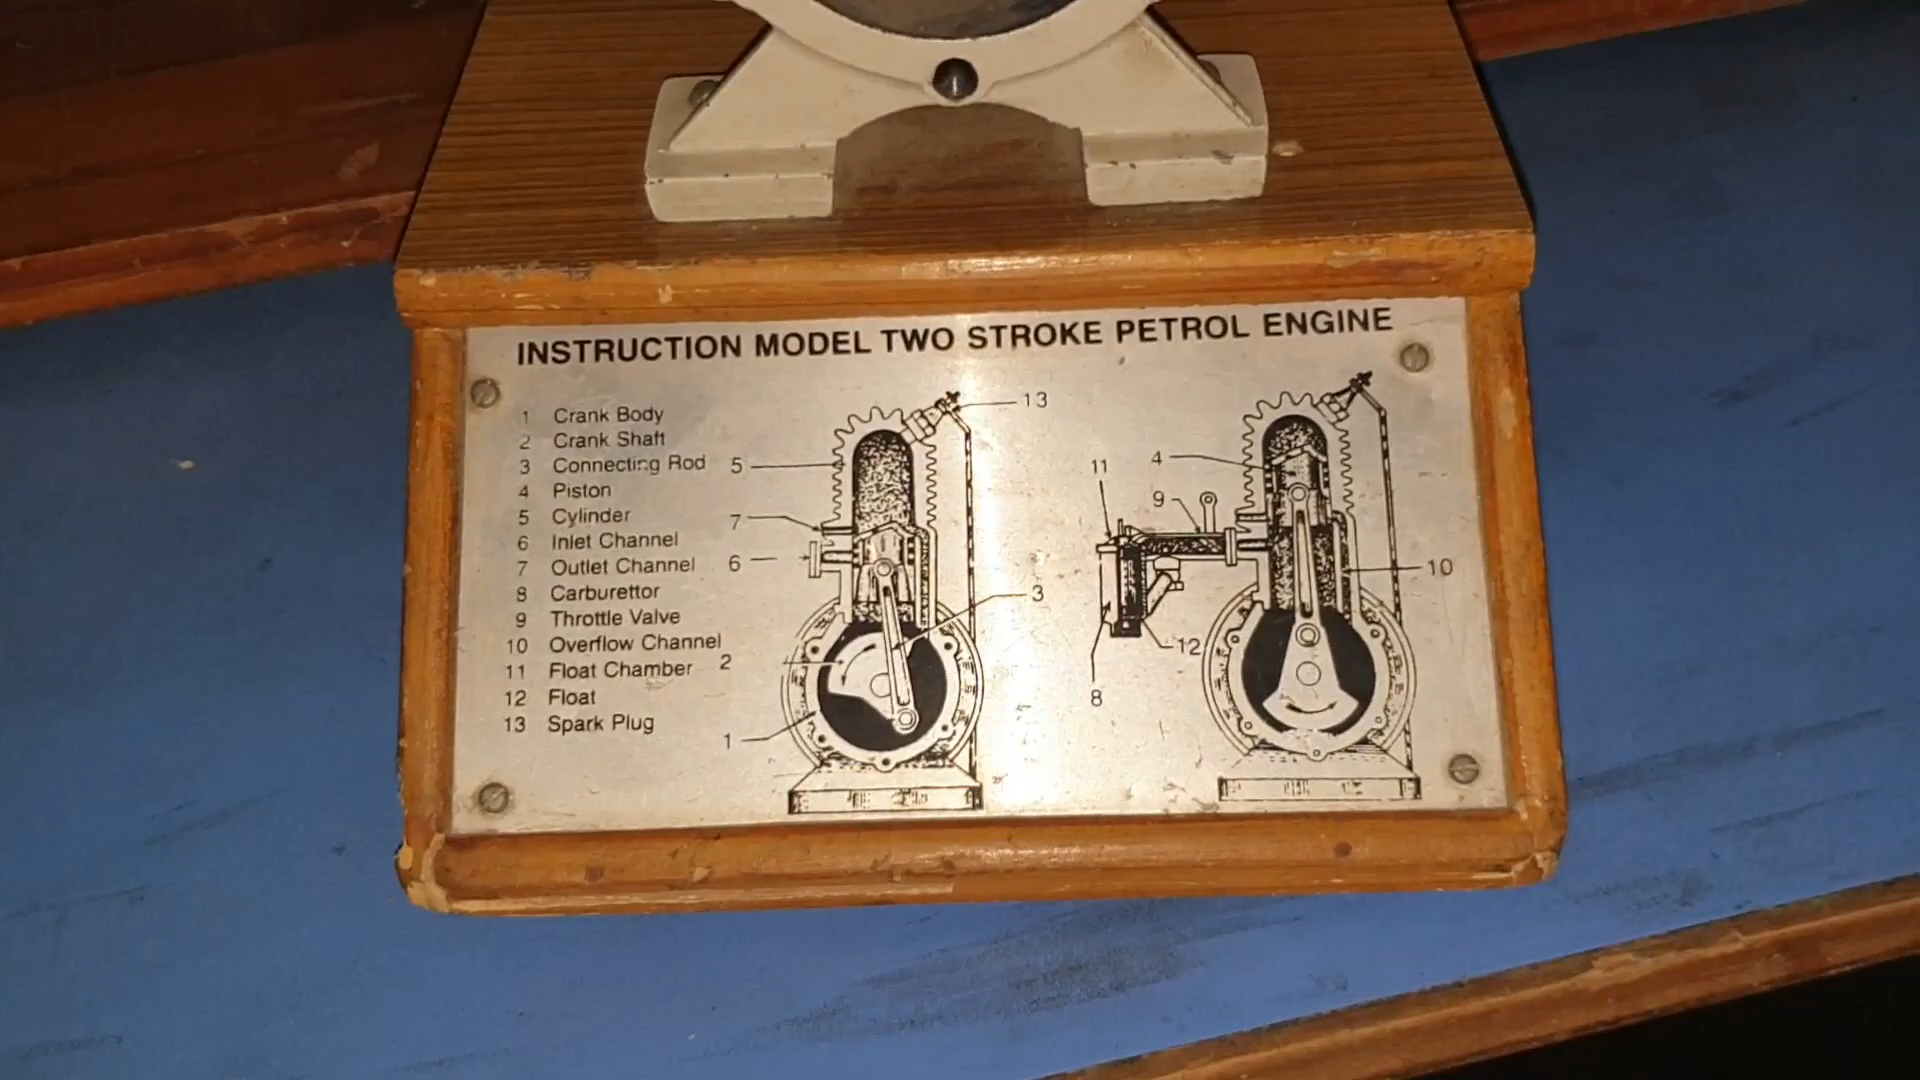 INSTRUCTION MODEL TWO STROKE PETROL ENGINE
1 Crank Body
2 Crank Shaft
3 Connecting Rod
4 Piston
5 Cylinder
6 Inlet Channel
7 Outlet Channel
8 Carburettor
9 Throttle Valve
10 Overflow Channel
11 Float Chamber
12 Float
13 Spark Plug
13
5
7
6
3
2
1
11
4
9
10
12
8